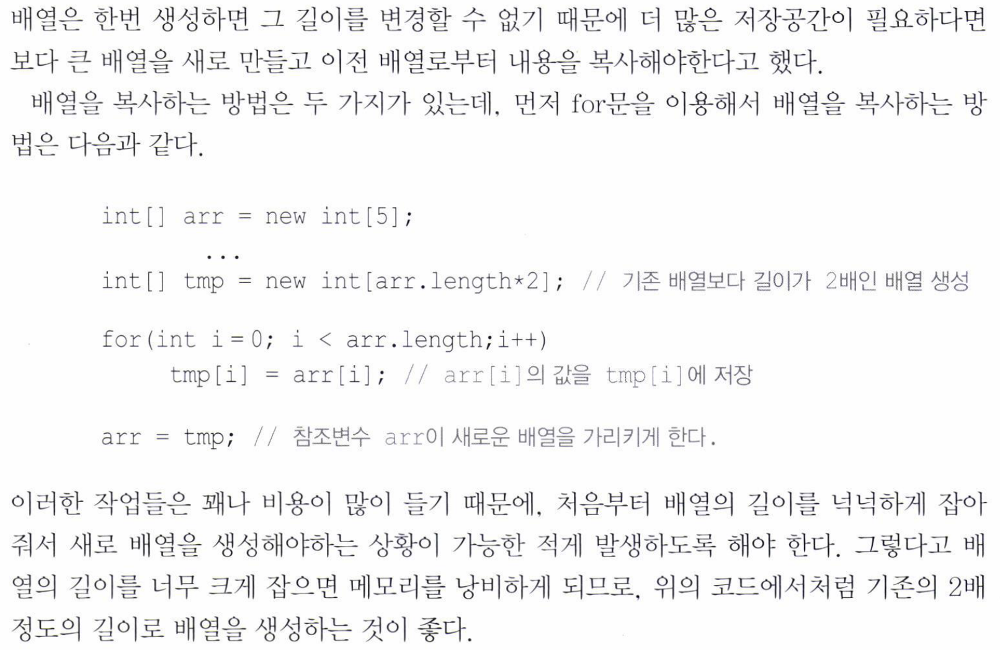 배열은 한번 생성하면 그 길이를 변경할 수 없기 때문에 더 많은 저장공간이 필요하다면
보다 큰 배열을 새로 만들고 이전 배열로부터 내용을 복사해야한다고 했다.
배열을 복사하는 방법은 두 가지가 있는데, 먼저 for문을 이용해서 배열을 복사하는 방
법은 다음과 같다.
int[] arr = new int[5];
...
int[] tmp = new int[arr.length*2]; // 기존 배열보다 길이가 2배인 배열 생성
for(int i=0; i < arr.length;i++)
tmp[i] = arr[i]; // arr[i]의 값을 tmp[i]에 저장
arr = tmp; // 참조변수 arr이 새로운 배열을 가리키게 한다.
이러한 작업들은 꽤나 비용이 많이 들기 때문에, 처음부터 배열의 길이를 넉넉하게 잡아
줘서 새로 배열을 생성해야하는 상황이 가능한 적게 발생하도록 해야 한다. 그렇다고 배
열의 길이를 너무 크게 잡으면 메모리를 낭비하게 되므로, 위의 코드에서처럼 기존의 2배
정도의 길이로 배열을 생성하는 것이 좋다.